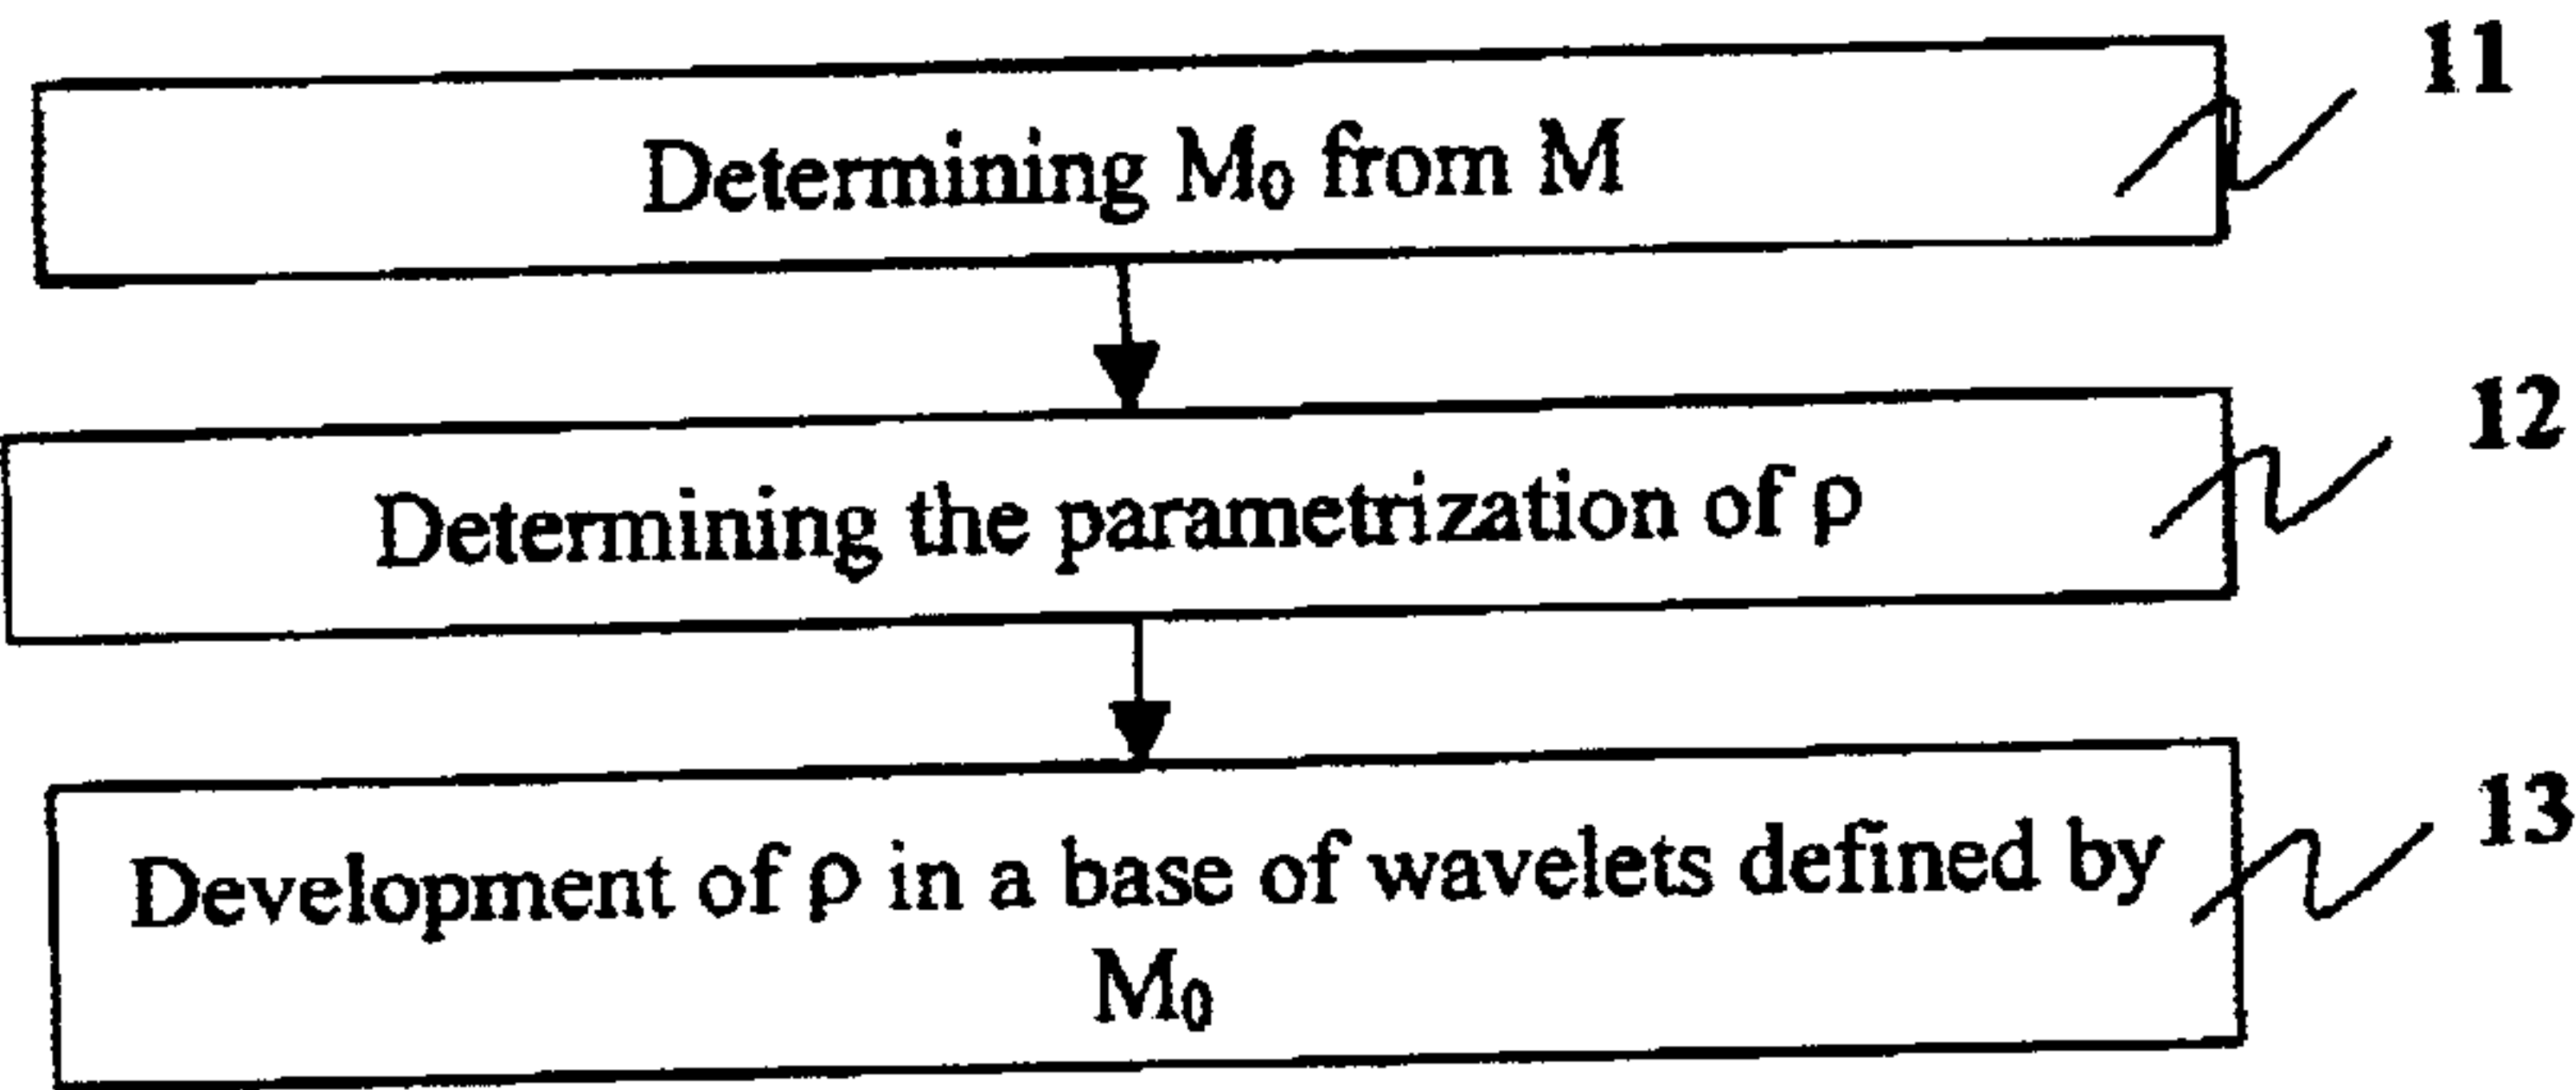 11
Determining M₀ from M
12
Determining the parametrization of ρ
13
Development of ρ in a base of wavelets defined by
M₀